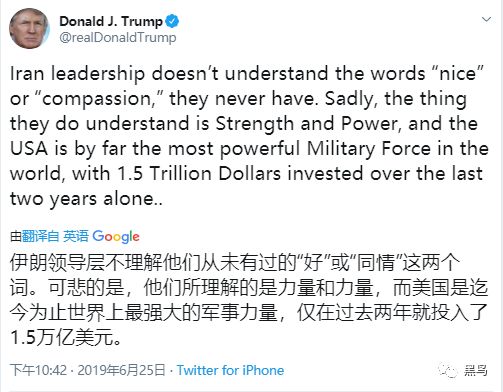 Donald J. Trump
@realDonaldTrump
Iran leadership doesn’t understand the words “nice”
or “compassion,” they never have. Sadly, the thing
they do understand is Strength and Power, and the
USA is by far the most powerful Military Force in the
world, with 1.5 Trillion Dollars invested over the last
two years alone..
由翻译自 英语 Google
伊朗领导层不理解他们从未有过的“好”或“同情”这两个
词。可悲的是，他们所理解的是力量和力量，而美国是迄
今为止世界上最强大的军事力量，仅在过去两年就投入了
1.5万亿美元。
下午10:42 · 2019年6月25日 · Twitter for iPhone
黑鸟